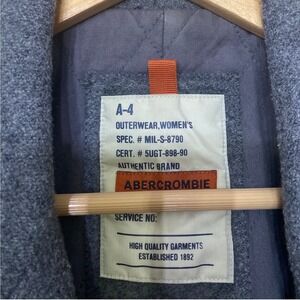 A-4
OUTERWEAR,WOMEN'S
SPEC. # MIL-S-8790
CERT. # 5UGT-898-90
AUTHENTIC BRAND
ABERCROMBIE
SERVICE NO:
HIGH QUALITY GARMENTS
ESTABLISHED 1892